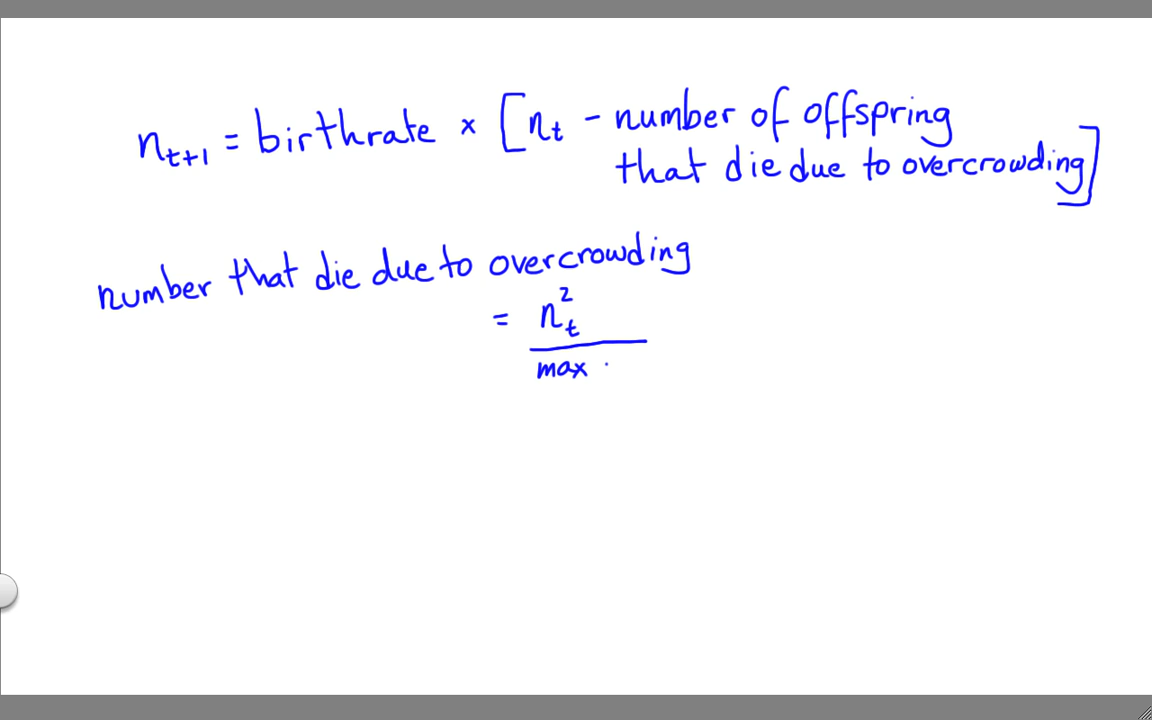 n_{t+1} = birthrate × [n_t - number of offspring
that die due to overcrowding]
number that die due to overcrowding
= n_t^2
max